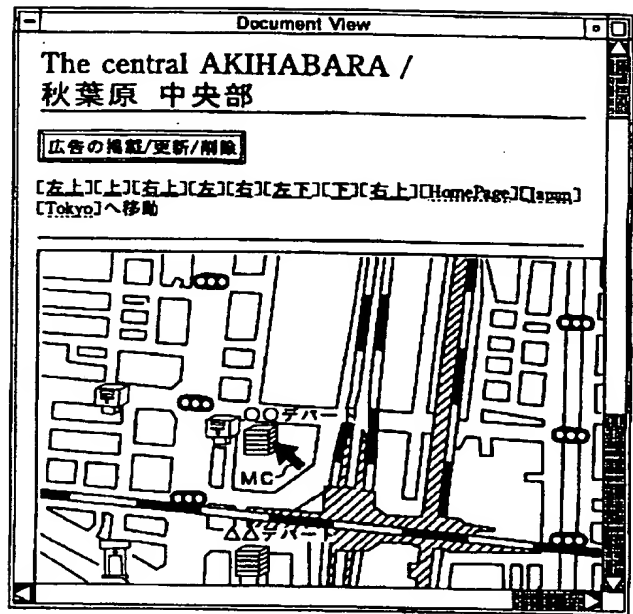 Document View
The central AKIHABARA /
秋葉原 中央部
広告の掲載/更新/削除
[左上][上][右上][左][右][左下][下][右上][HomePage][Japan]
[Tokyo]へ移動
○○デパート
MC
△△デパート